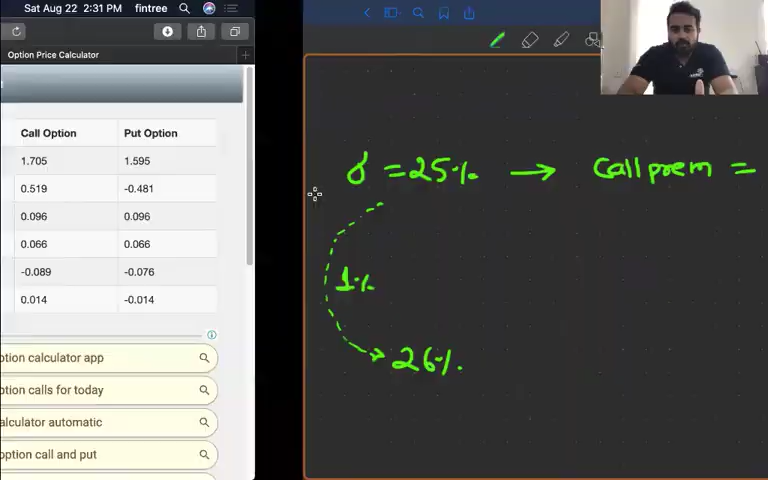 Sat Aug 22 2:31 PM fintree
Option Price Calculator
Call Option Put Option
1.705 1.595
0.519 -0.481
0.096 0.096
0.066 0.066
-0.089 -0.076
0.014 -0.014
ption calculator app
ption calls for today
alculator automatic
option call and put
σ = 25% → Call prem =
1%
26%.